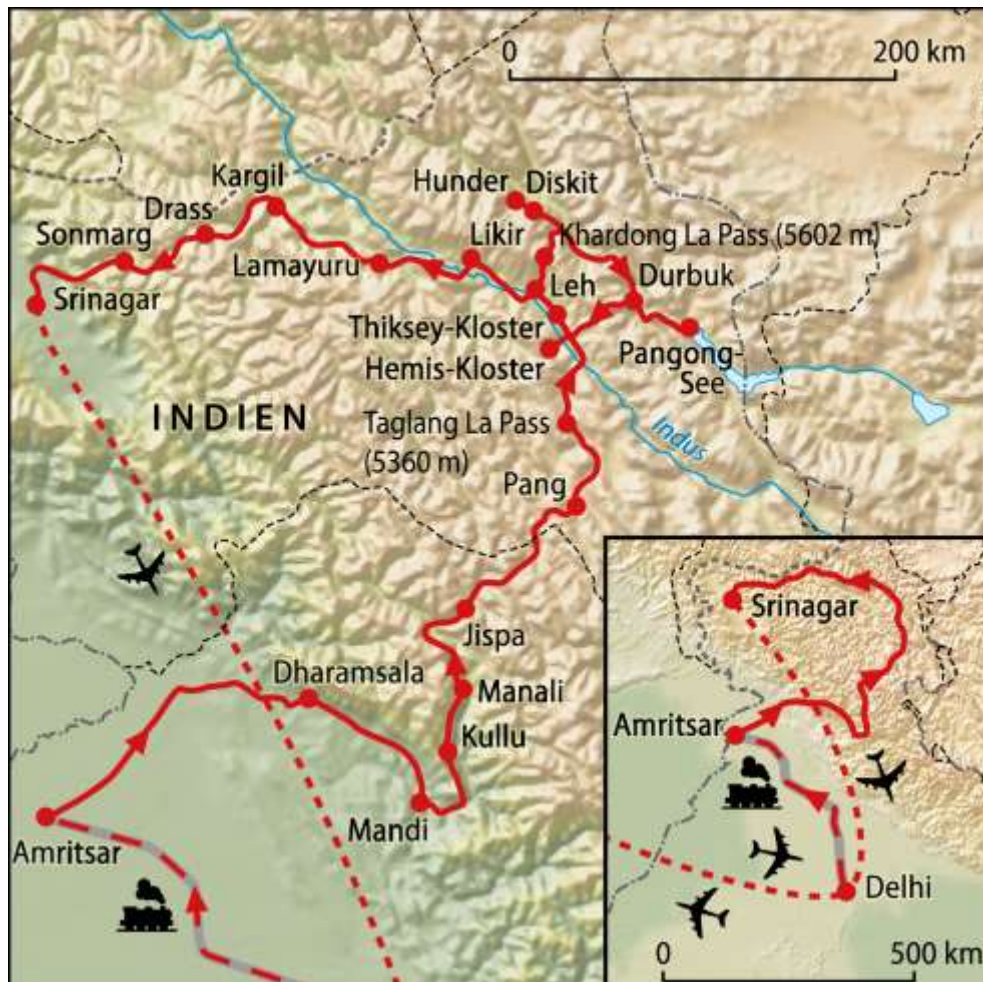 0 200 km
Kargil
Hunder Diskit
Drass
Sonmarg
Likir
Khardong La Pass (5602 m)
Lamayuru
Leh
Durbuk
Srinagar
Thiksey-Kloster
Hemis-Kloster
Pangong-
See
INDIEN
Taglang La Pass
(5360 m)
Indus
Pang
Jispa
Dharamsala
Manali
Kullu
Mandi
Amritsar
Srinagar
Amritsar
Delhi
0 500 km